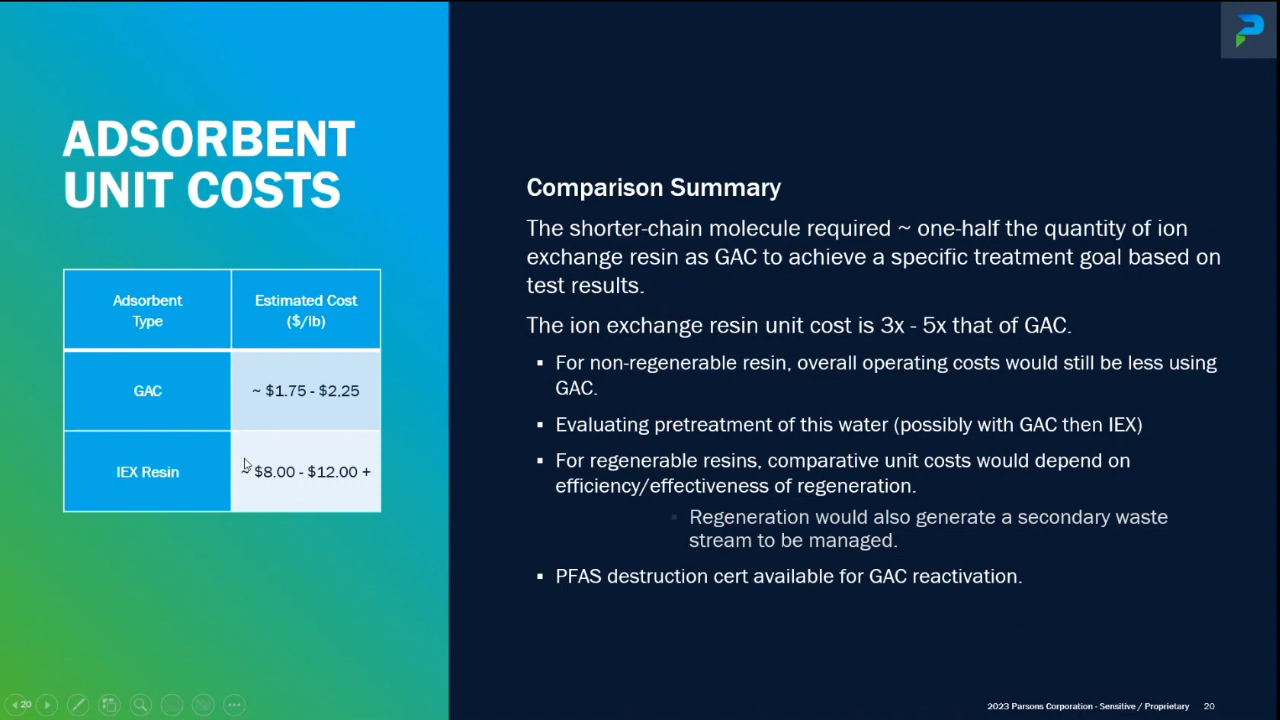 ADSORBENT
UNIT COSTS
Adsorbent
Type
Estimated Cost
($/lb)
GAC
~ $1.75 - $2.25
IEX Resin
~ $8.00 - $12.00 +
Comparison Summary
The shorter-chain molecule required ~ one-half the quantity of ion
exchange resin as GAC to achieve a specific treatment goal based on
test results.
The ion exchange resin unit cost is 3x - 5x that of GAC.
▪ For non-regenerable resin, overall operating costs would still be less using
GAC.
▪ Evaluating pretreatment of this water (possibly with GAC then IEX)
▪ For regenerable resins, comparative unit costs would depend on
efficiency/effectiveness of regeneration.
▪ Regeneration would also generate a secondary waste
stream to be managed.
▪ PFAS destruction cert available for GAC reactivation.
20
2023 Parsons Corporation - Sensitive / Proprietary 20